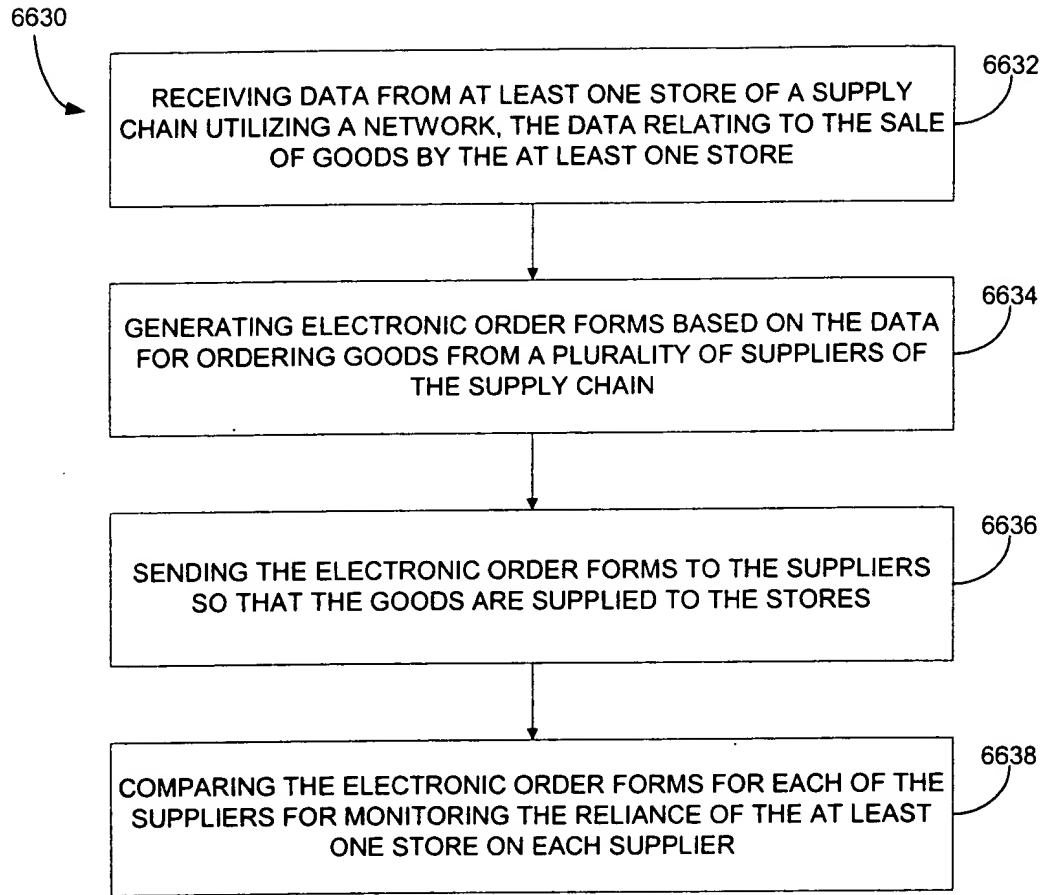 6630
6632
RECEIVING DATA FROM AT LEAST ONE STORE OF A SUPPLY
CHAIN UTILIZING A NETWORK, THE DATA RELATING TO THE SALE
OF GOODS BY THE AT LEAST ONE STORE
6634
GENERATING ELECTRONIC ORDER FORMS BASED ON THE DATA
FOR ORDERING GOODS FROM A PLURALITY OF SUPPLIERS OF
THE SUPPLY CHAIN
6636
SENDING THE ELECTRONIC ORDER FORMS TO THE SUPPLIERS
SO THAT THE GOODS ARE SUPPLIED TO THE STORES
6638
COMPARING THE ELECTRONIC ORDER FORMS FOR EACH OF THE
SUPPLIERS FOR MONITORING THE RELIANCE OF THE AT LEAST
ONE STORE ON EACH SUPPLIER